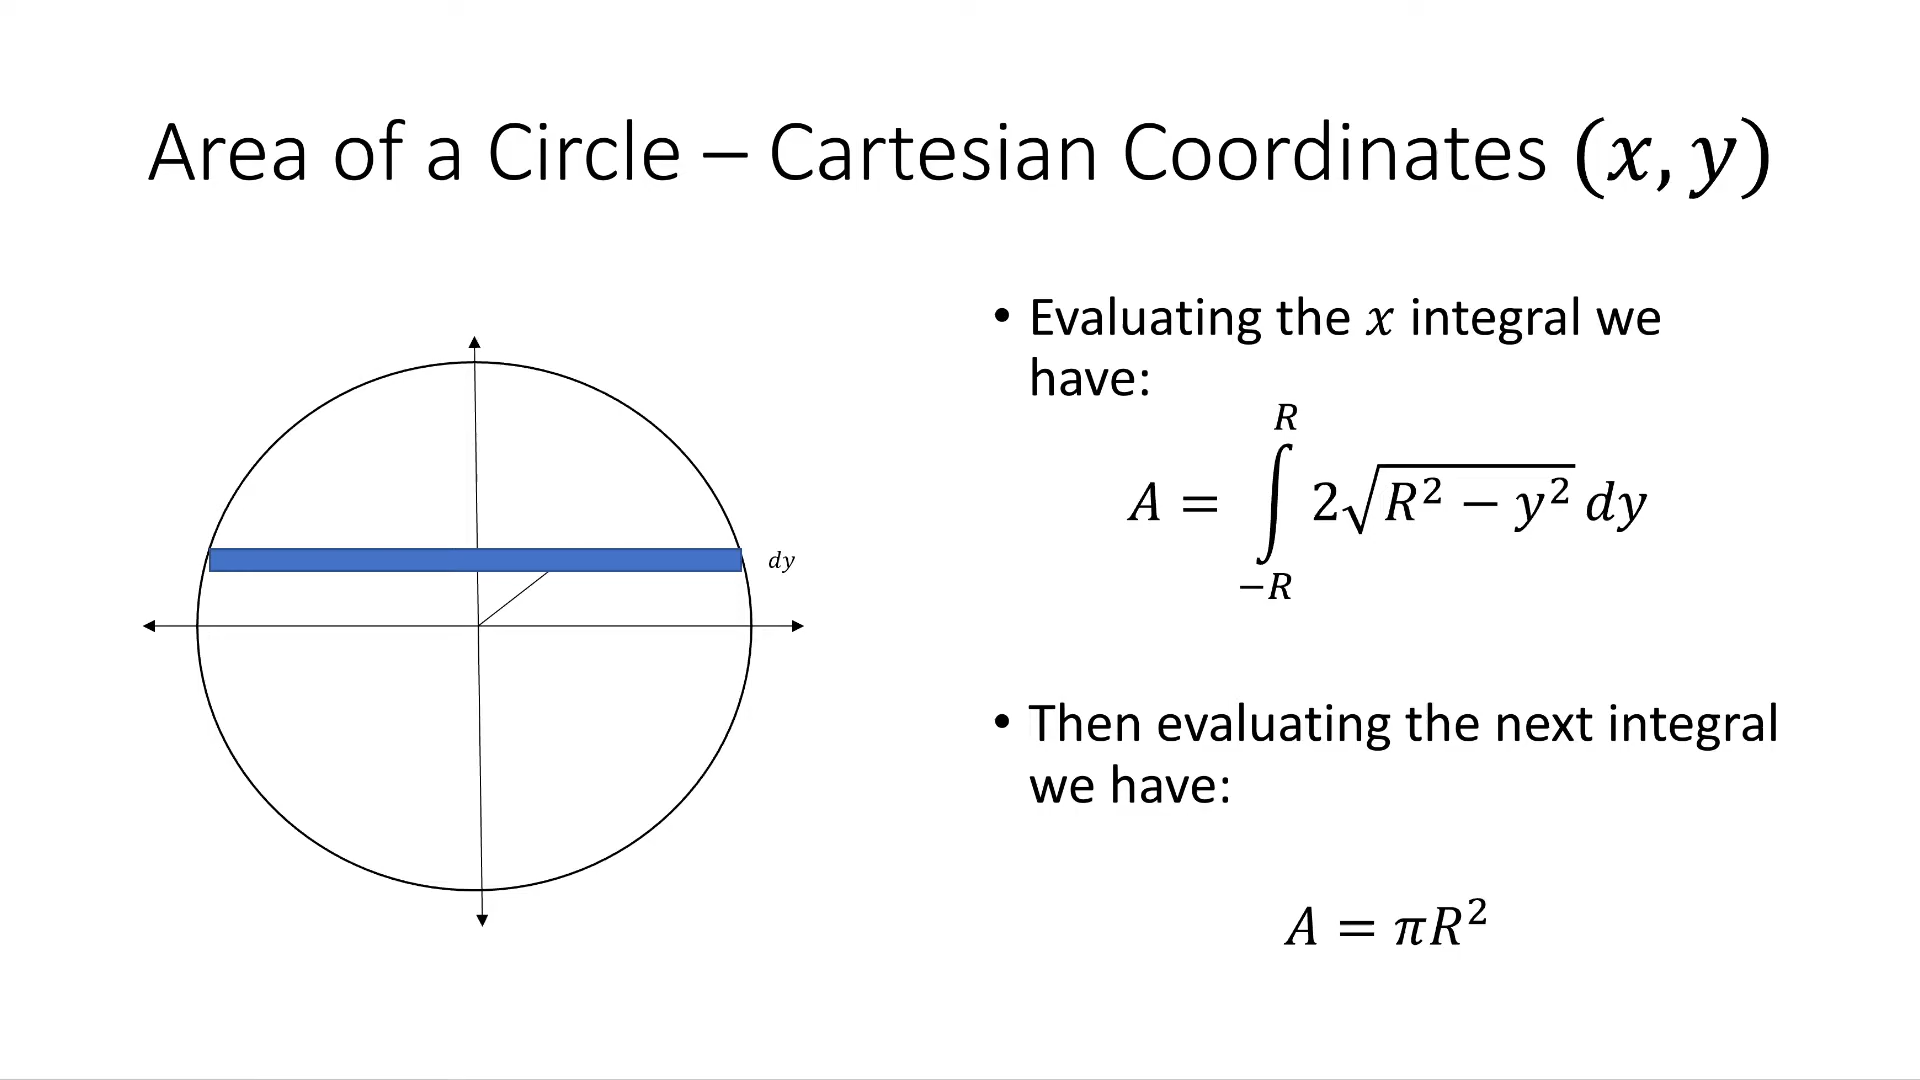 Area of a Circle – Cartesian Coordinates (𝑥, 𝑦)
• Evaluating the 𝑥 integral we
have:
𝐴 = ∫_{−𝑅}^{𝑅} 2√(𝑅² − 𝑦²) 𝑑𝑦
𝑑𝑦
• Then evaluating the next integral
we have:
𝐴 = 𝜋𝑅²